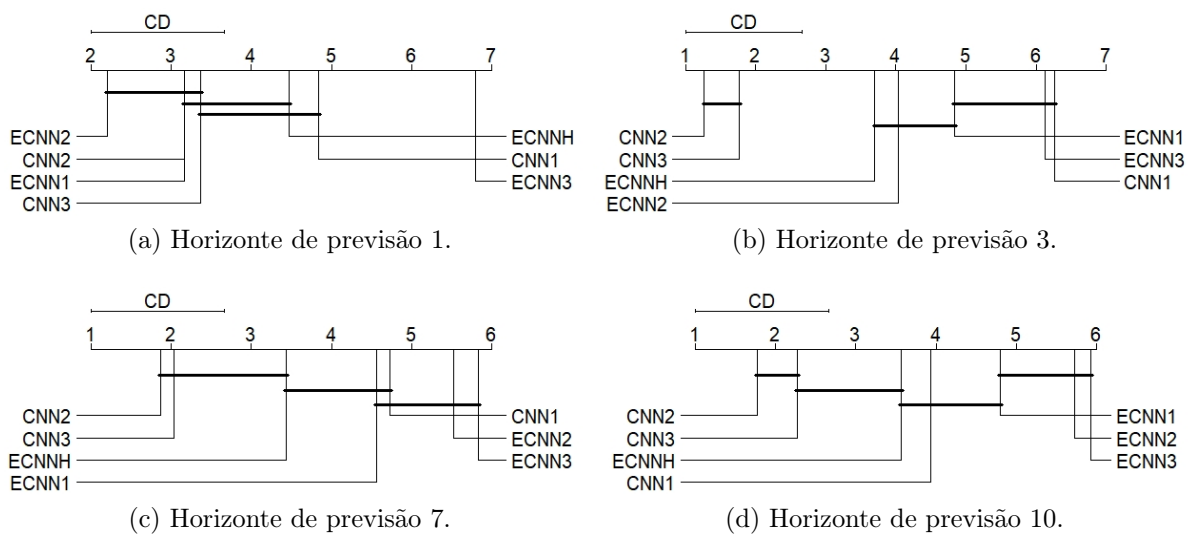 CD
2 3 4 5 6 7
ECNN2
CNN2
ECNN1
CNN3
ECNNH
CNN1
ECNN3
(a) Horizonte de previsão 1.
CD
1 2 3 4 5 6 7
CNN2
CNN3
ECNNH
ECNN2
ECNN1
ECNN3
CNN1
(b) Horizonte de previsão 3.
CD
1 2 3 4 5 6
CNN2
CNN3
ECNNH
ECNN1
CNN1
ECNN2
ECNN3
(c) Horizonte de previsão 7.
CD
1 2 3 4 5 6
CNN2
CNN3
ECNNH
CNN1
ECNN1
ECNN2
ECNN3
(d) Horizonte de previsão 10.